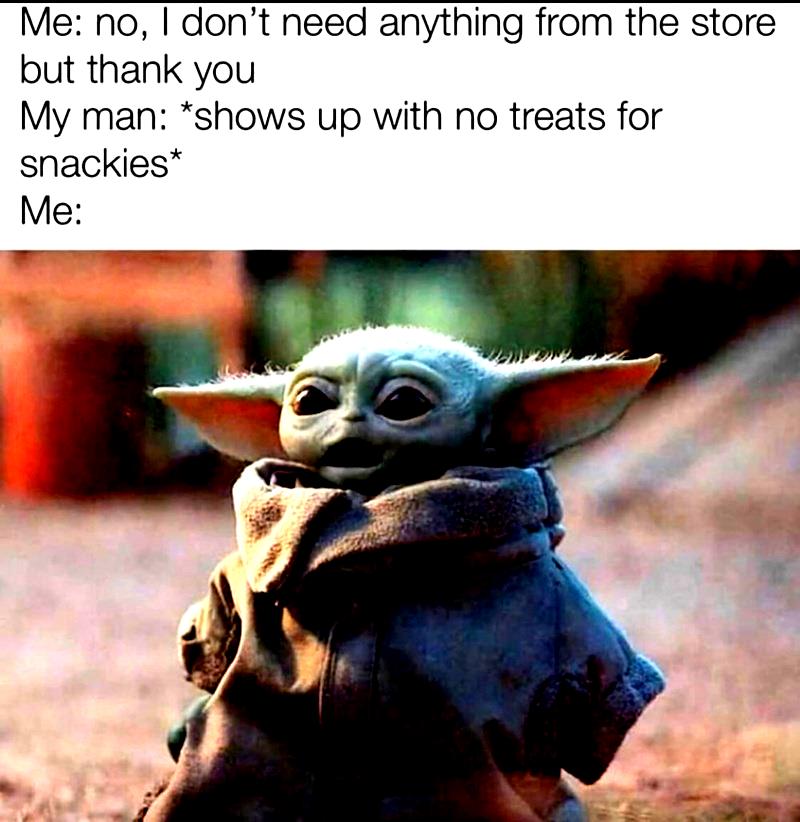 Me: no, I don’t need anything from the store
but thank you
My man: *shows up with no treats for
snackies*
Me: